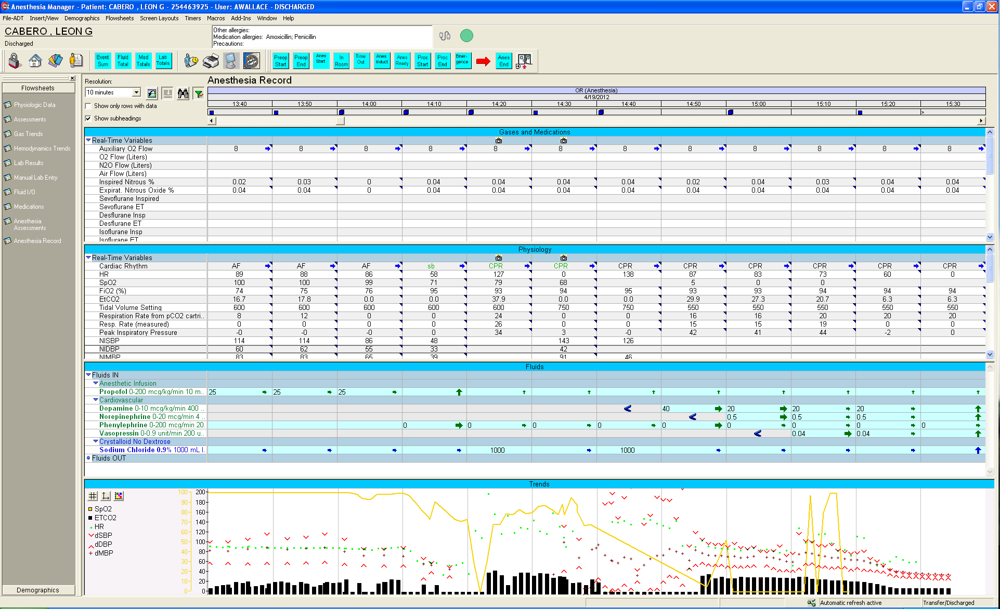 Anesthesia Manager - Patient: CABERO , LEON G - 254463925 - User: AWALLACE - DISCHARGED
File-ADT Insert/View Demographics Flowsheets Screen Layouts Timers Macros Add-Ins Window Help
CABERO , LEON G
Discharged
Other allergies:
Medication allergies: Amoxicillin; Penicillin
Precautions:
Event Sum Fluid Total Med Totals Lab Totals Preop Start Preop End Anes Start In Room Time Out Anes Induct Anes Ready Proc Start Proc End Emer- gence Anes End
Flowsheets
Physiologic Data
Assessments
Gas Trends
Hemodynamics Trends
Lab Results
Manual Lab Entry
Fluid I/O
Medications
Anesthesia Assessments
Anesthesia Record
Demographics
Resolution:
10 minutes
Show only rows with data
Show subheadings
Anesthesia Record
OR (Anesthesia)
4/19/2012
13:40 13:50 14:00 14:10 14:20 14:30 14:40 14:50 15:00 15:10 15:20 15:30
Gases and Medications
Real-Time Variables
Auxiliary O2 Flow 8 8 8 8 8 8 8 8 8 8 8 8
O2 Flow (Liters)
N2O Flow (Liters)
Air Flow (Liters)
Inspired Nitrous % 0.02 0.03 0 0.04 0.04 0.04 0.04 0.02 0.04 0.03 0.04 0.04
Expirat. Nitrous Oxide % 0.04 0.04 0 0.04 0.04 0.04 0.04 0.04 0.04 0.04 0.04 0.04
Sevoflurane Inspired
Sevoflurane ET
Desflurane Insp
Desflurane ET
Isoflurane Insp
Isoflurane ET
Physiology
Real-Time Variables
Cardiac Rhythm AF AF AF sb CPR CPR CPR CPR CPR CPR CPR CPR
HR 89 88 86 58 127 0 138 87 83 73 60 0
SpO2 100 100 99 71 79 68 5 0 0
FiO2 (%) 74 75 76 95 93 94 95 93 93 94 94 94
EtCO2 16.7 17.8 0.0 0.0 37.9 0.0 0.0 29.9 27.3 20.7 6.3 6.3
Tidal Volume Setting 600 600 600 600 600 750 750 550 550 550 550 550
Respiration Rate from pCO2 cartri.. 8 12 0 0 24 0 0 16 16 20 20 20
Resp. Rate (measured) 0 0 0 0 26 0 0 15 15 19 0 0
Peak Inspiratory Pressure -0 -0 -0 0 34 3 -0 42 41 44 -2 0
NISBP 114 114 86 48 143 126
NIDBP 60 62 55 33 42
NIMBP 83 83 65 39 91 46
Fluids
Fluids IN
Anesthetic Infusion
Propofol 0-200 mcg/kg/min 10 m.. 25 25 25
Cardiovascular
Dopamine 0-10 mcg/kg/min 400 .. 40 20 20 20
Norepinephrine 0-20 mcg/min 4 .. 0.5 0.5 0.5
Phenylephrine 0-200 mcg/min 20. 0 0 0 0 0 0 0 0 0
Vasopressin 0-0.9 unit/min 200 u.. 0.04 0.04
Crystalloid No Dextrose
Sodium Chloride 0.9% 1000 mL I. 1000 1000
Fluids OUT
Trends
SpO2
ETCO2
HR
dSBP
dDBP
dMBP
100 200
90 180
80 160
70 140
60 120
50 100
40 80
30 60
20 40
10 20
0 0
Automatic refresh active Transfer/Discharged